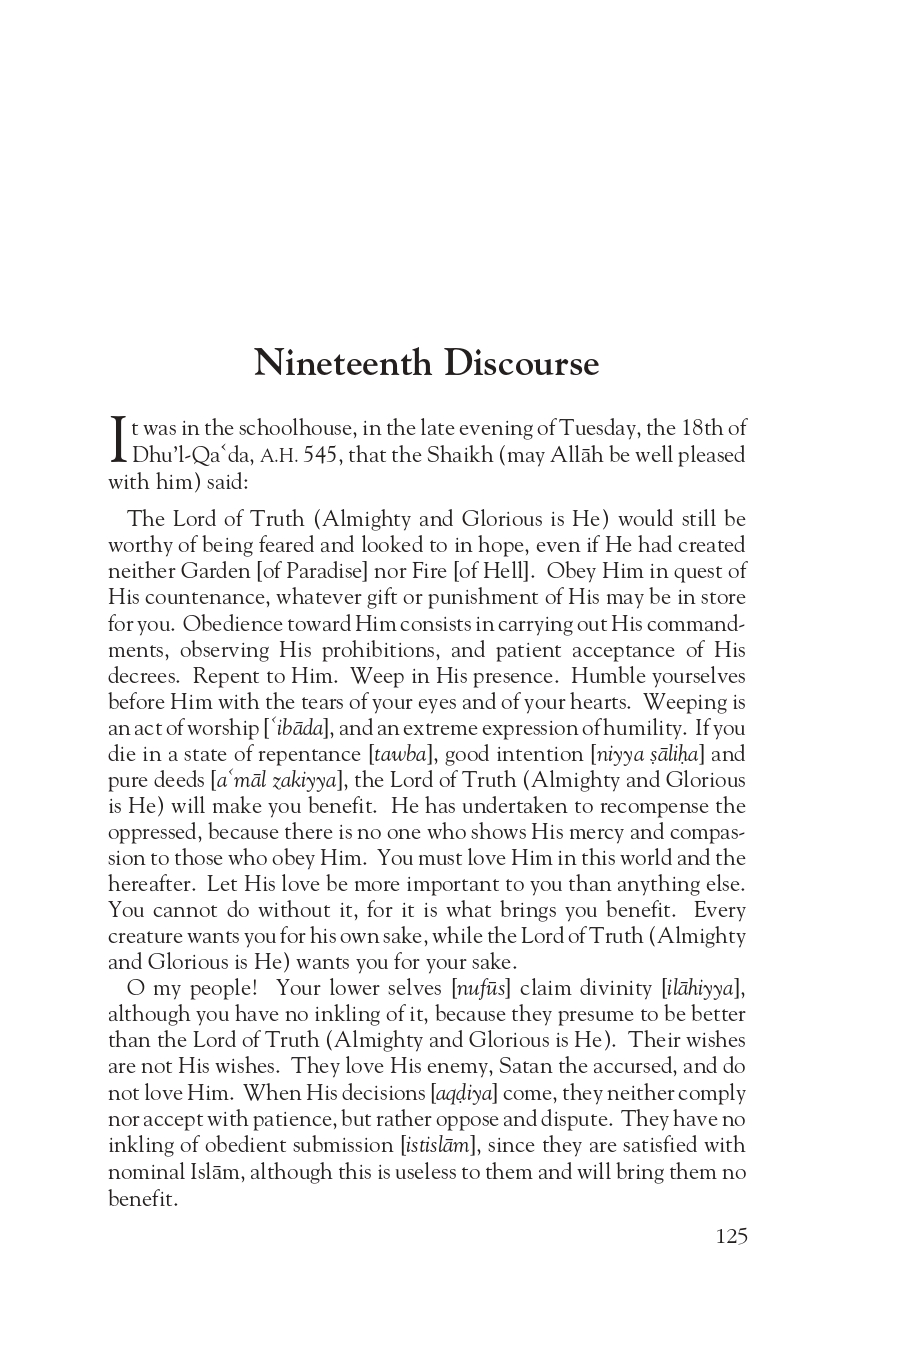 Nineteenth Discourse
It was in the schoolhouse, in the late evening of Tuesday, the 18th of
Dhu’l-Qaʿda, A.H. 545, that the Shaikh (may Allāh be well pleased
with him) said:
The Lord of Truth (Almighty and Glorious is He) would still be
worthy of being feared and looked to in hope, even if He had created
neither Garden [of Paradise] nor Fire [of Hell]. Obey Him in quest of
His countenance, whatever gift or punishment of His may be in store
for you. Obedience toward Him consists in carrying out His command-
ments, observing His prohibitions, and patient acceptance of His
decrees. Repent to Him. Weep in His presence. Humble yourselves
before Him with the tears of your eyes and of your hearts. Weeping is
an act of worship [ʿibāda], and an extreme expression of humility. If you
die in a state of repentance [tawba], good intention [niyya ṣāliḥa] and
pure deeds [aʿmāl zakiyya], the Lord of Truth (Almighty and Glorious
is He) will make you benefit. He has undertaken to recompense the
oppressed, because there is no one who shows His mercy and compas-
sion to those who obey Him. You must love Him in this world and the
hereafter. Let His love be more important to you than anything else.
You cannot do without it, for it is what brings you benefit. Every
creature wants you for his own sake, while the Lord of Truth (Almighty
and Glorious is He) wants you for your sake.
O my people! Your lower selves [nufūs] claim divinity [ilāhiyya],
although you have no inkling of it, because they presume to be better
than the Lord of Truth (Almighty and Glorious is He). Their wishes
are not His wishes. They love His enemy, Satan the accursed, and do
not love Him. When His decisions [aqḍiya] come, they neither comply
nor accept with patience, but rather oppose and dispute. They have no
inkling of obedient submission [istislām], since they are satisfied with
nominal Islām, although this is useless to them and will bring them no
benefit.
125